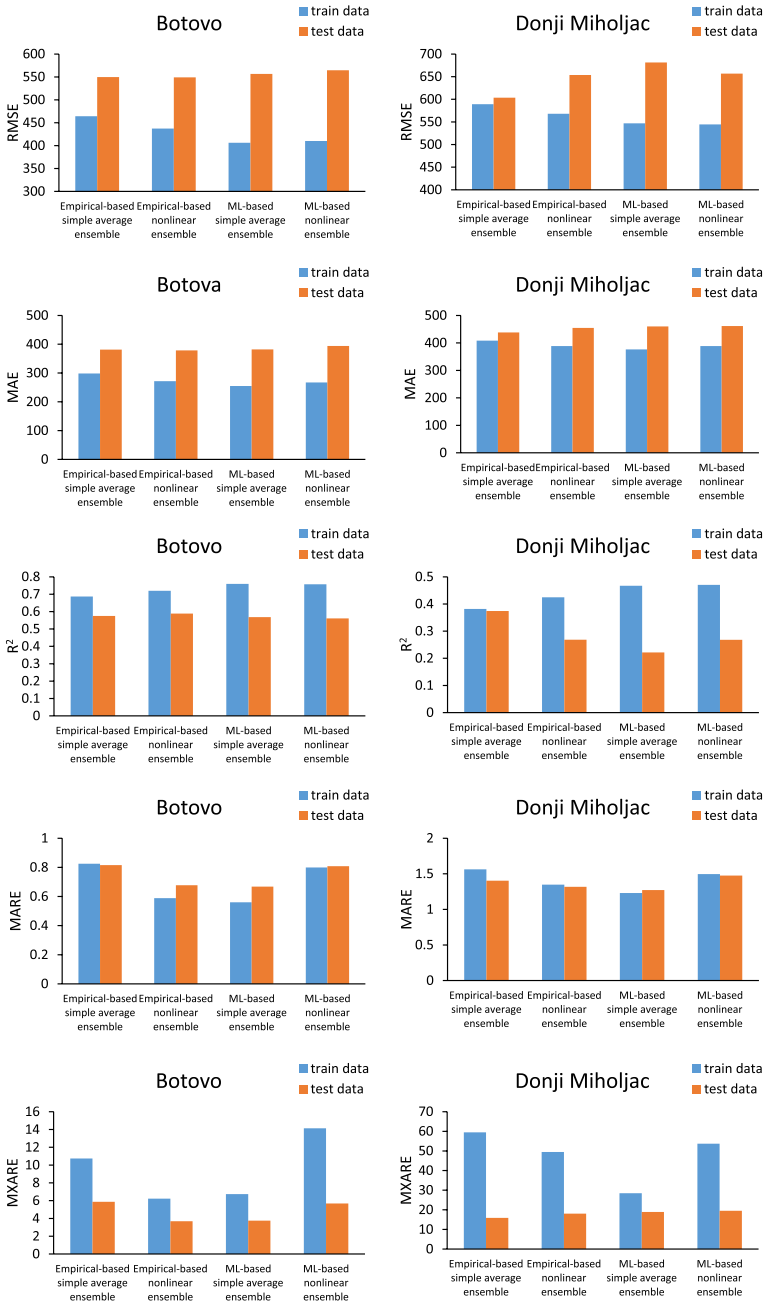 Botovo
train data
test data
RMSE
600
550
500
450
400
350
300
Empirical-based Empirical-based ML-based ML-based
simple average nonlinear simple average nonlinear
ensemble ensemble ensemble ensemble
Donji Miholjac
train data
test data
RMSE
700
650
600
550
500
450
400
Empirical-based Empirical-based ML-based ML-based
simple average nonlinear simple average nonlinear
ensemble ensemble ensemble ensemble
Botova
train data
test data
MAE
500
400
300
200
100
0
Empirical-based Empirical-based ML-based ML-based
simple average nonlinear simple average nonlinear
ensemble ensemble ensemble ensemble
Donji Miholjac
train data
test data
MAE
500
400
300
200
100
0
Empirical-based Empirical-based ML-based ML-based
simple average nonlinear simple average nonlinear
ensemble ensemble ensemble ensemble
Botovo
train data
test data
R²
0.8
0.7
0.6
0.5
0.4
0.3
0.2
0.1
0
Empirical-based Empirical-based ML-based ML-based
simple average nonlinear simple average nonlinear
ensemble ensemble ensemble ensemble
Donji Miholjac
train data
test data
R²
0.5
0.4
0.3
0.2
0.1
0
Empirical-based Empirical-based ML-based ML-based
simple average nonlinear simple average nonlinear
ensemble ensemble ensemble ensemble
Botovo
train data
test data
MARE
1
0.8
0.6
0.4
0.2
0
Empirical-based Empirical-based ML-based ML-based
simple average nonlinear simple average nonlinear
ensemble ensemble ensemble ensemble
Donji Miholjac
train data
test data
MARE
2
1.5
1
0.5
0
Empirical-based Empirical-based ML-based ML-based
simple average nonlinear simple average nonlinear
ensemble ensemble ensemble ensemble
Botovo
train data
test data
MXARE
16
14
12
10
8
6
4
2
0
Empirical-based Empirical-based ML-based ML-based
simple average nonlinear simple average nonlinear
ensemble ensemble ensemble ensemble
Donji Miholjac
train data
test data
MXARE
70
60
50
40
30
20
10
0
Empirical-based Empirical-based ML-based ML-based
simple average nonlinear simple average nonlinear
ensemble ensemble ensemble ensemble